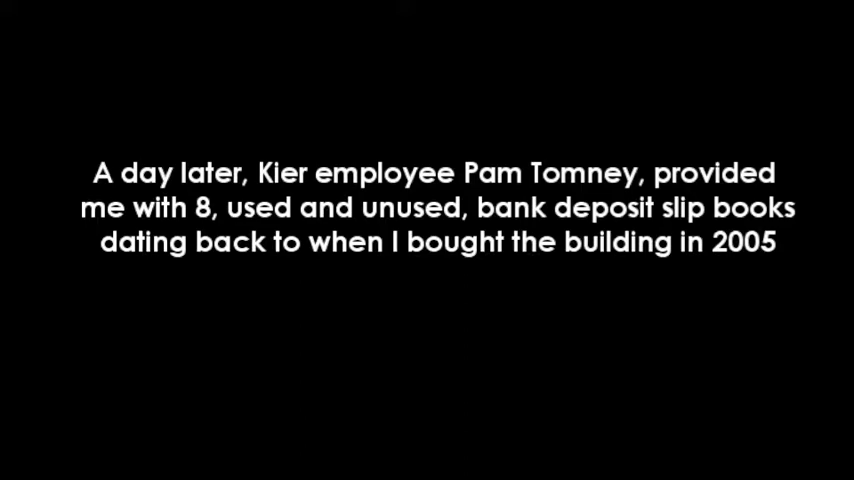 A day later, Kier employee Pam Tomney, provided
me with 8, used and unused, bank deposit slip books
dating back to when I bought the building in 2005